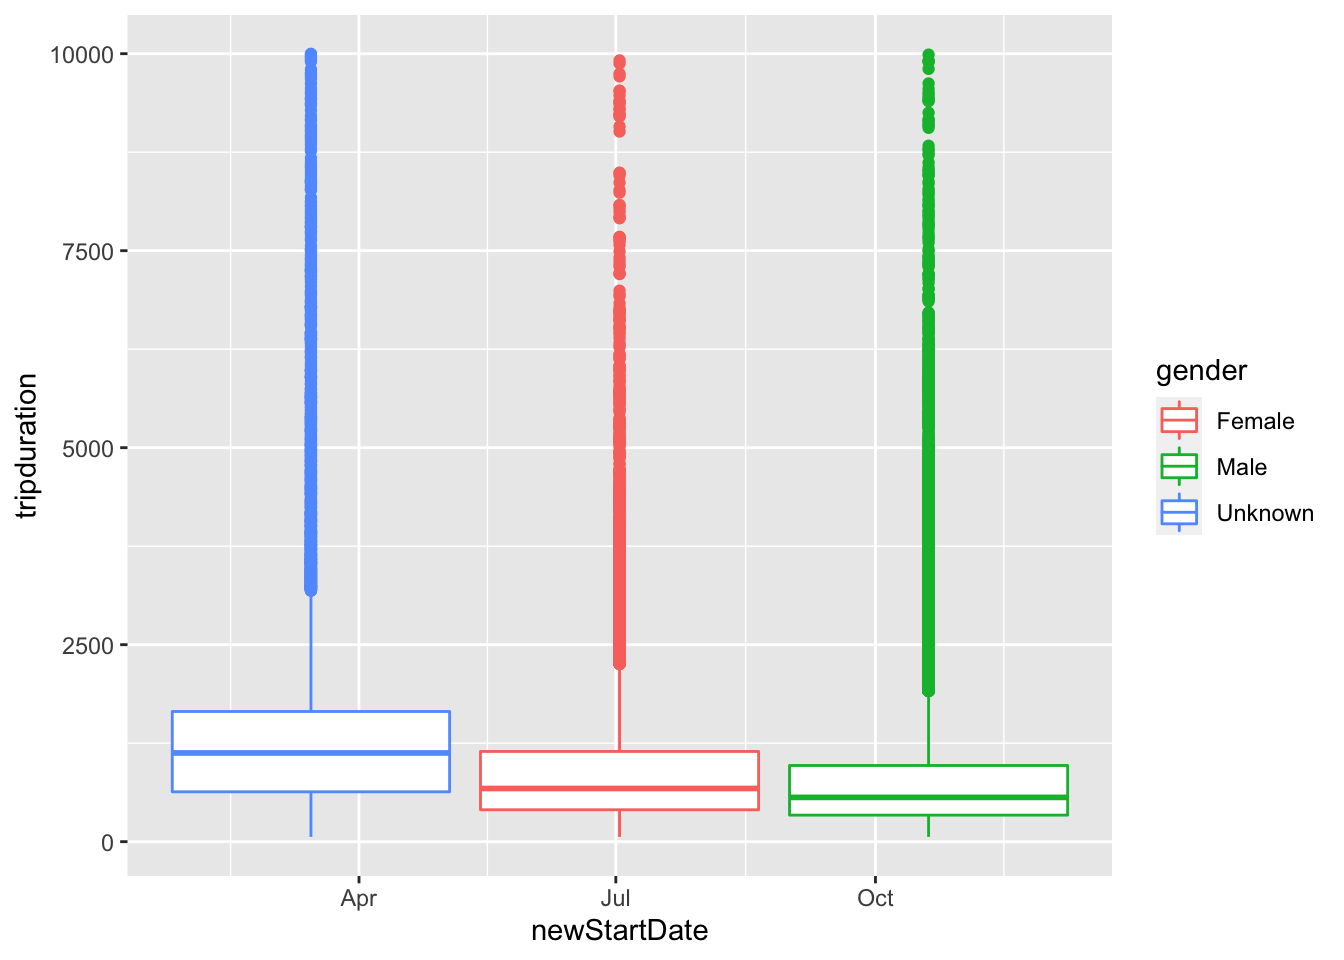 10000
7500
5000
2500
0
tripduration
Apr
Jul
Oct
newStartDate
gender
Female
Male
Unknown